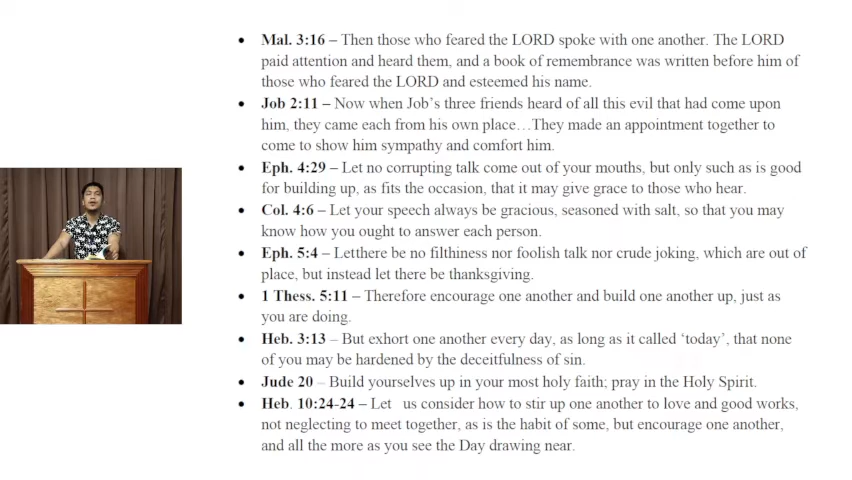 • Mal. 3:16 – Then those who feared the LORD spoke with one another. The LORD
paid attention and heard them, and a book of remembrance was written before him of
those who feared the LORD and esteemed his name.
• Job 2:11 – Now when Job’s three friends heard of all this evil that had come upon
him, they came each from his own place…They made an appointment together to
come to show him sympathy and comfort him.
• Eph. 4:29 – Let no corrupting talk come out of your mouths, but only such as is good
for building up, as fits the occasion, that it may give grace to those who hear.
• Col. 4:6 – Let your speech always be gracious, seasoned with salt, so that you may
know how you ought to answer each person.
• Eph. 5:4 – Letthere be no filthiness nor foolish talk nor crude joking, which are out of
place, but instead let there be thanksgiving.
• 1 Thess. 5:11 – Therefore encourage one another and build one another up, just as
you are doing.
• Heb. 3:13 – But exhort one another every day, as long as it called ‘today’, that none
of you may be hardened by the deceitfulness of sin.
• Jude 20 – Build yourselves up in your most holy faith; pray in the Holy Spirit.
• Heb. 10:24-24 – Let us consider how to stir up one another to love and good works,
not neglecting to meet together, as is the habit of some, but encourage one another,
and all the more as you see the Day drawing near.